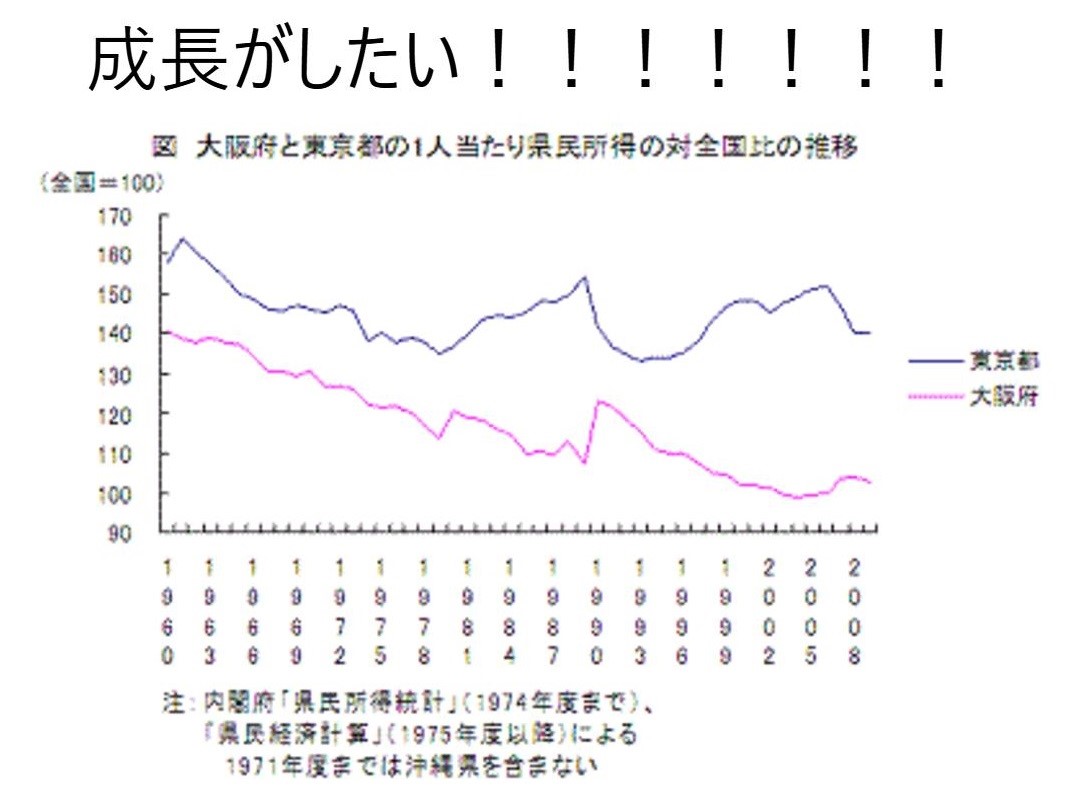 成長がしたい！！！！！！！
図　大阪府と東京都の1人当たり県民所得の対全国比の推移
（全国＝100）
170
160
150
140
130
120
110
100
90
東京都
大阪府
1960 1963 1966 1969 1972 1975 1978 1981 1984 1987 1990 1993 1996 1999 2002 2005 2008
注：内閣府「県民所得統計」（1974年度まで）、
「県民経済計算」（1975年度以降）による
1971年度までは沖縄県を含まない